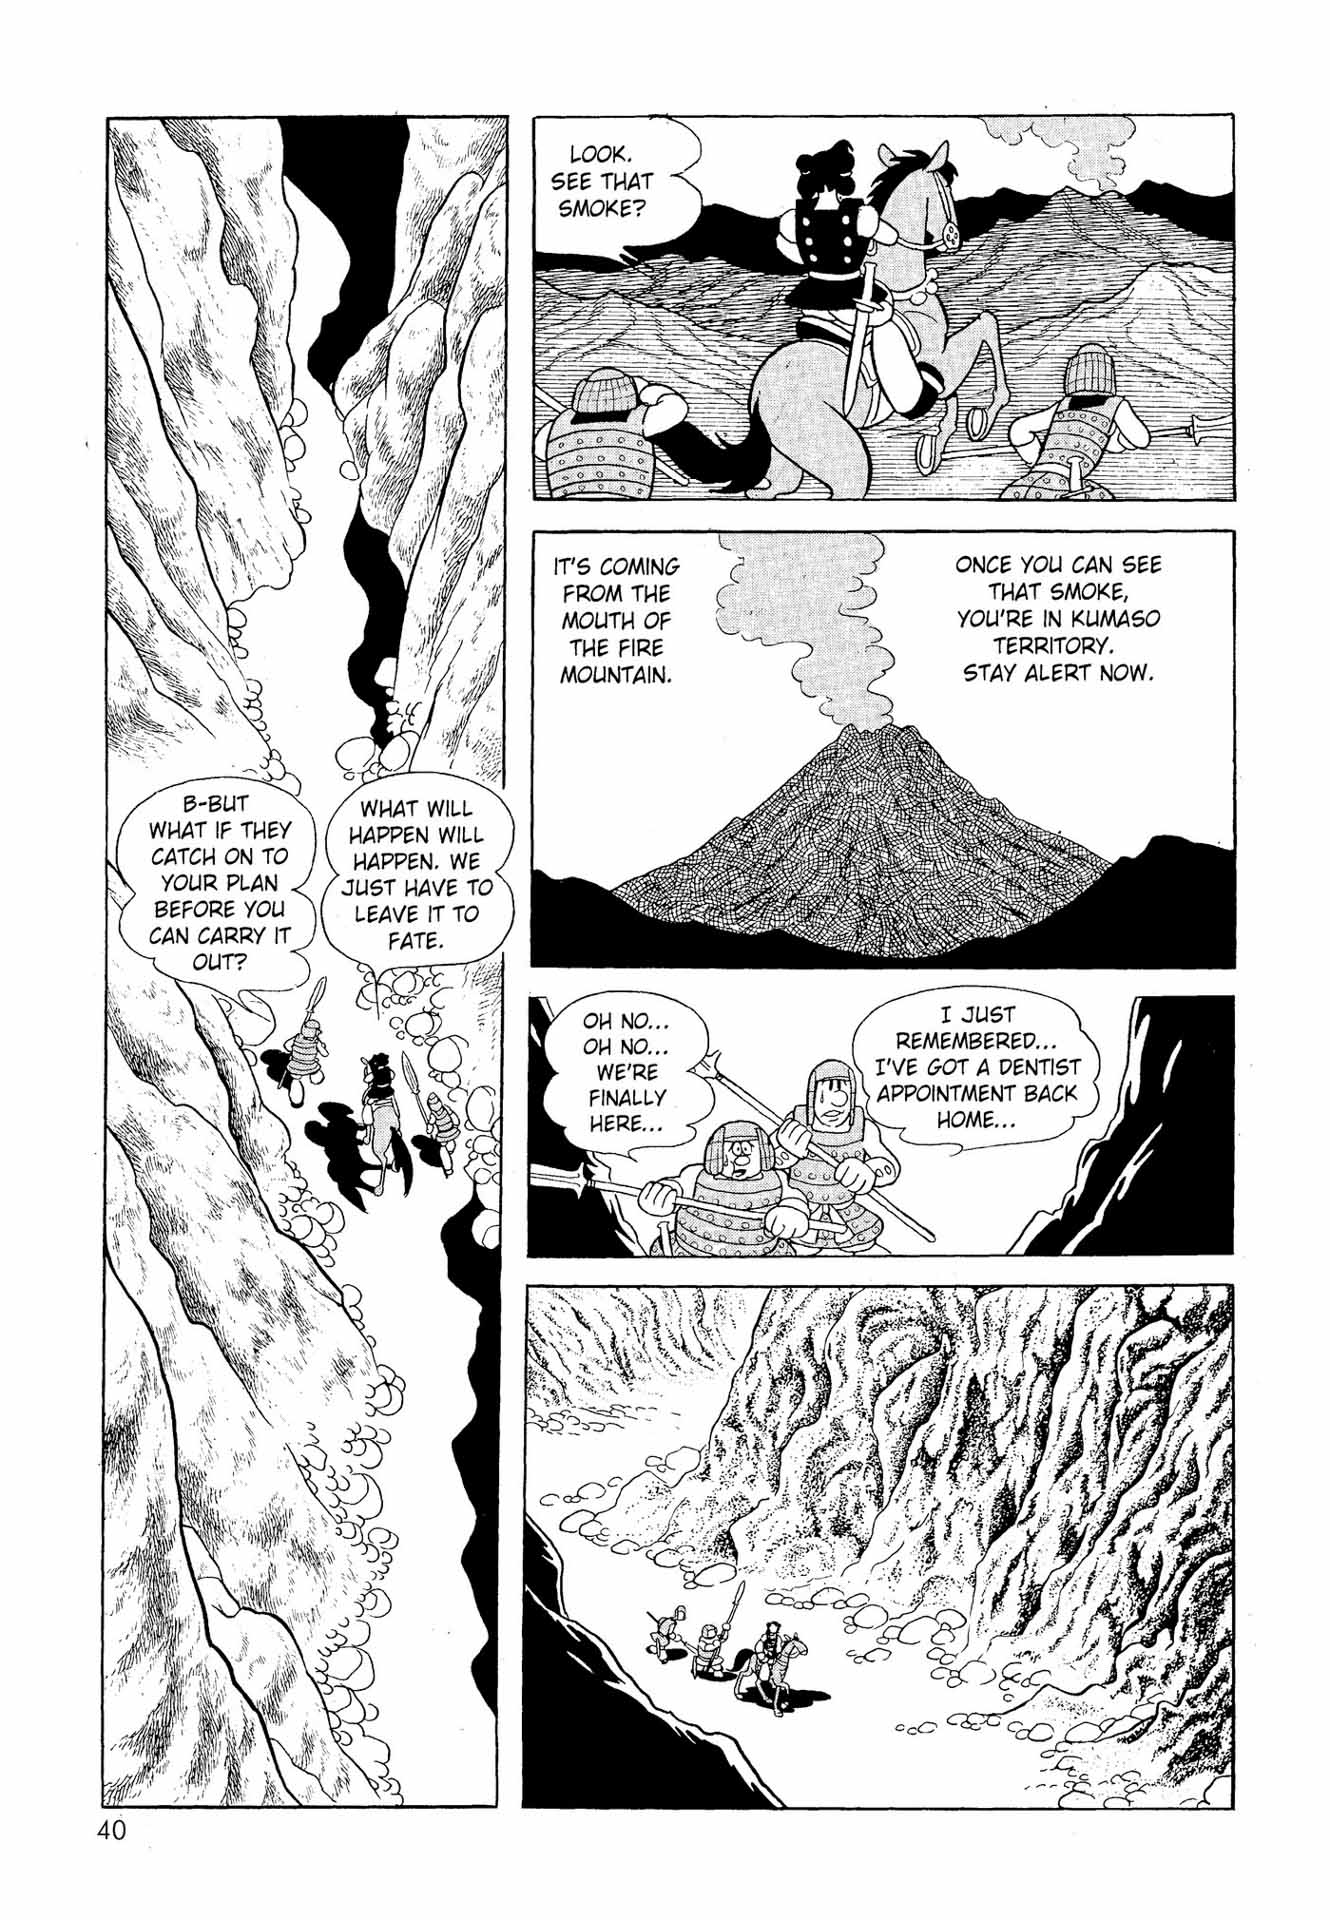 LOOK.
SEE THAT
SMOKE?
IT'S COMING
FROM THE
MOUTH OF
THE FIRE
MOUNTAIN.
ONCE YOU CAN SEE
THAT SMOKE,
YOU'RE IN KUMASO
TERRITORY.
STAY ALERT NOW.
I JUST
REMEMBERED...
I'VE GOT A DENTIST
APPOINTMENT BACK
HOME...
OH NO...
OH NO...
WE'RE
FINALLY
HERE...
WHAT WILL
HAPPEN WILL
HAPPEN. WE
JUST HAVE TO
LEAVE IT TO
FATE.
B-BUT
WHAT IF THEY
CATCH ON TO
YOUR PLAN
BEFORE YOU
CAN CARRY IT
OUT?
40